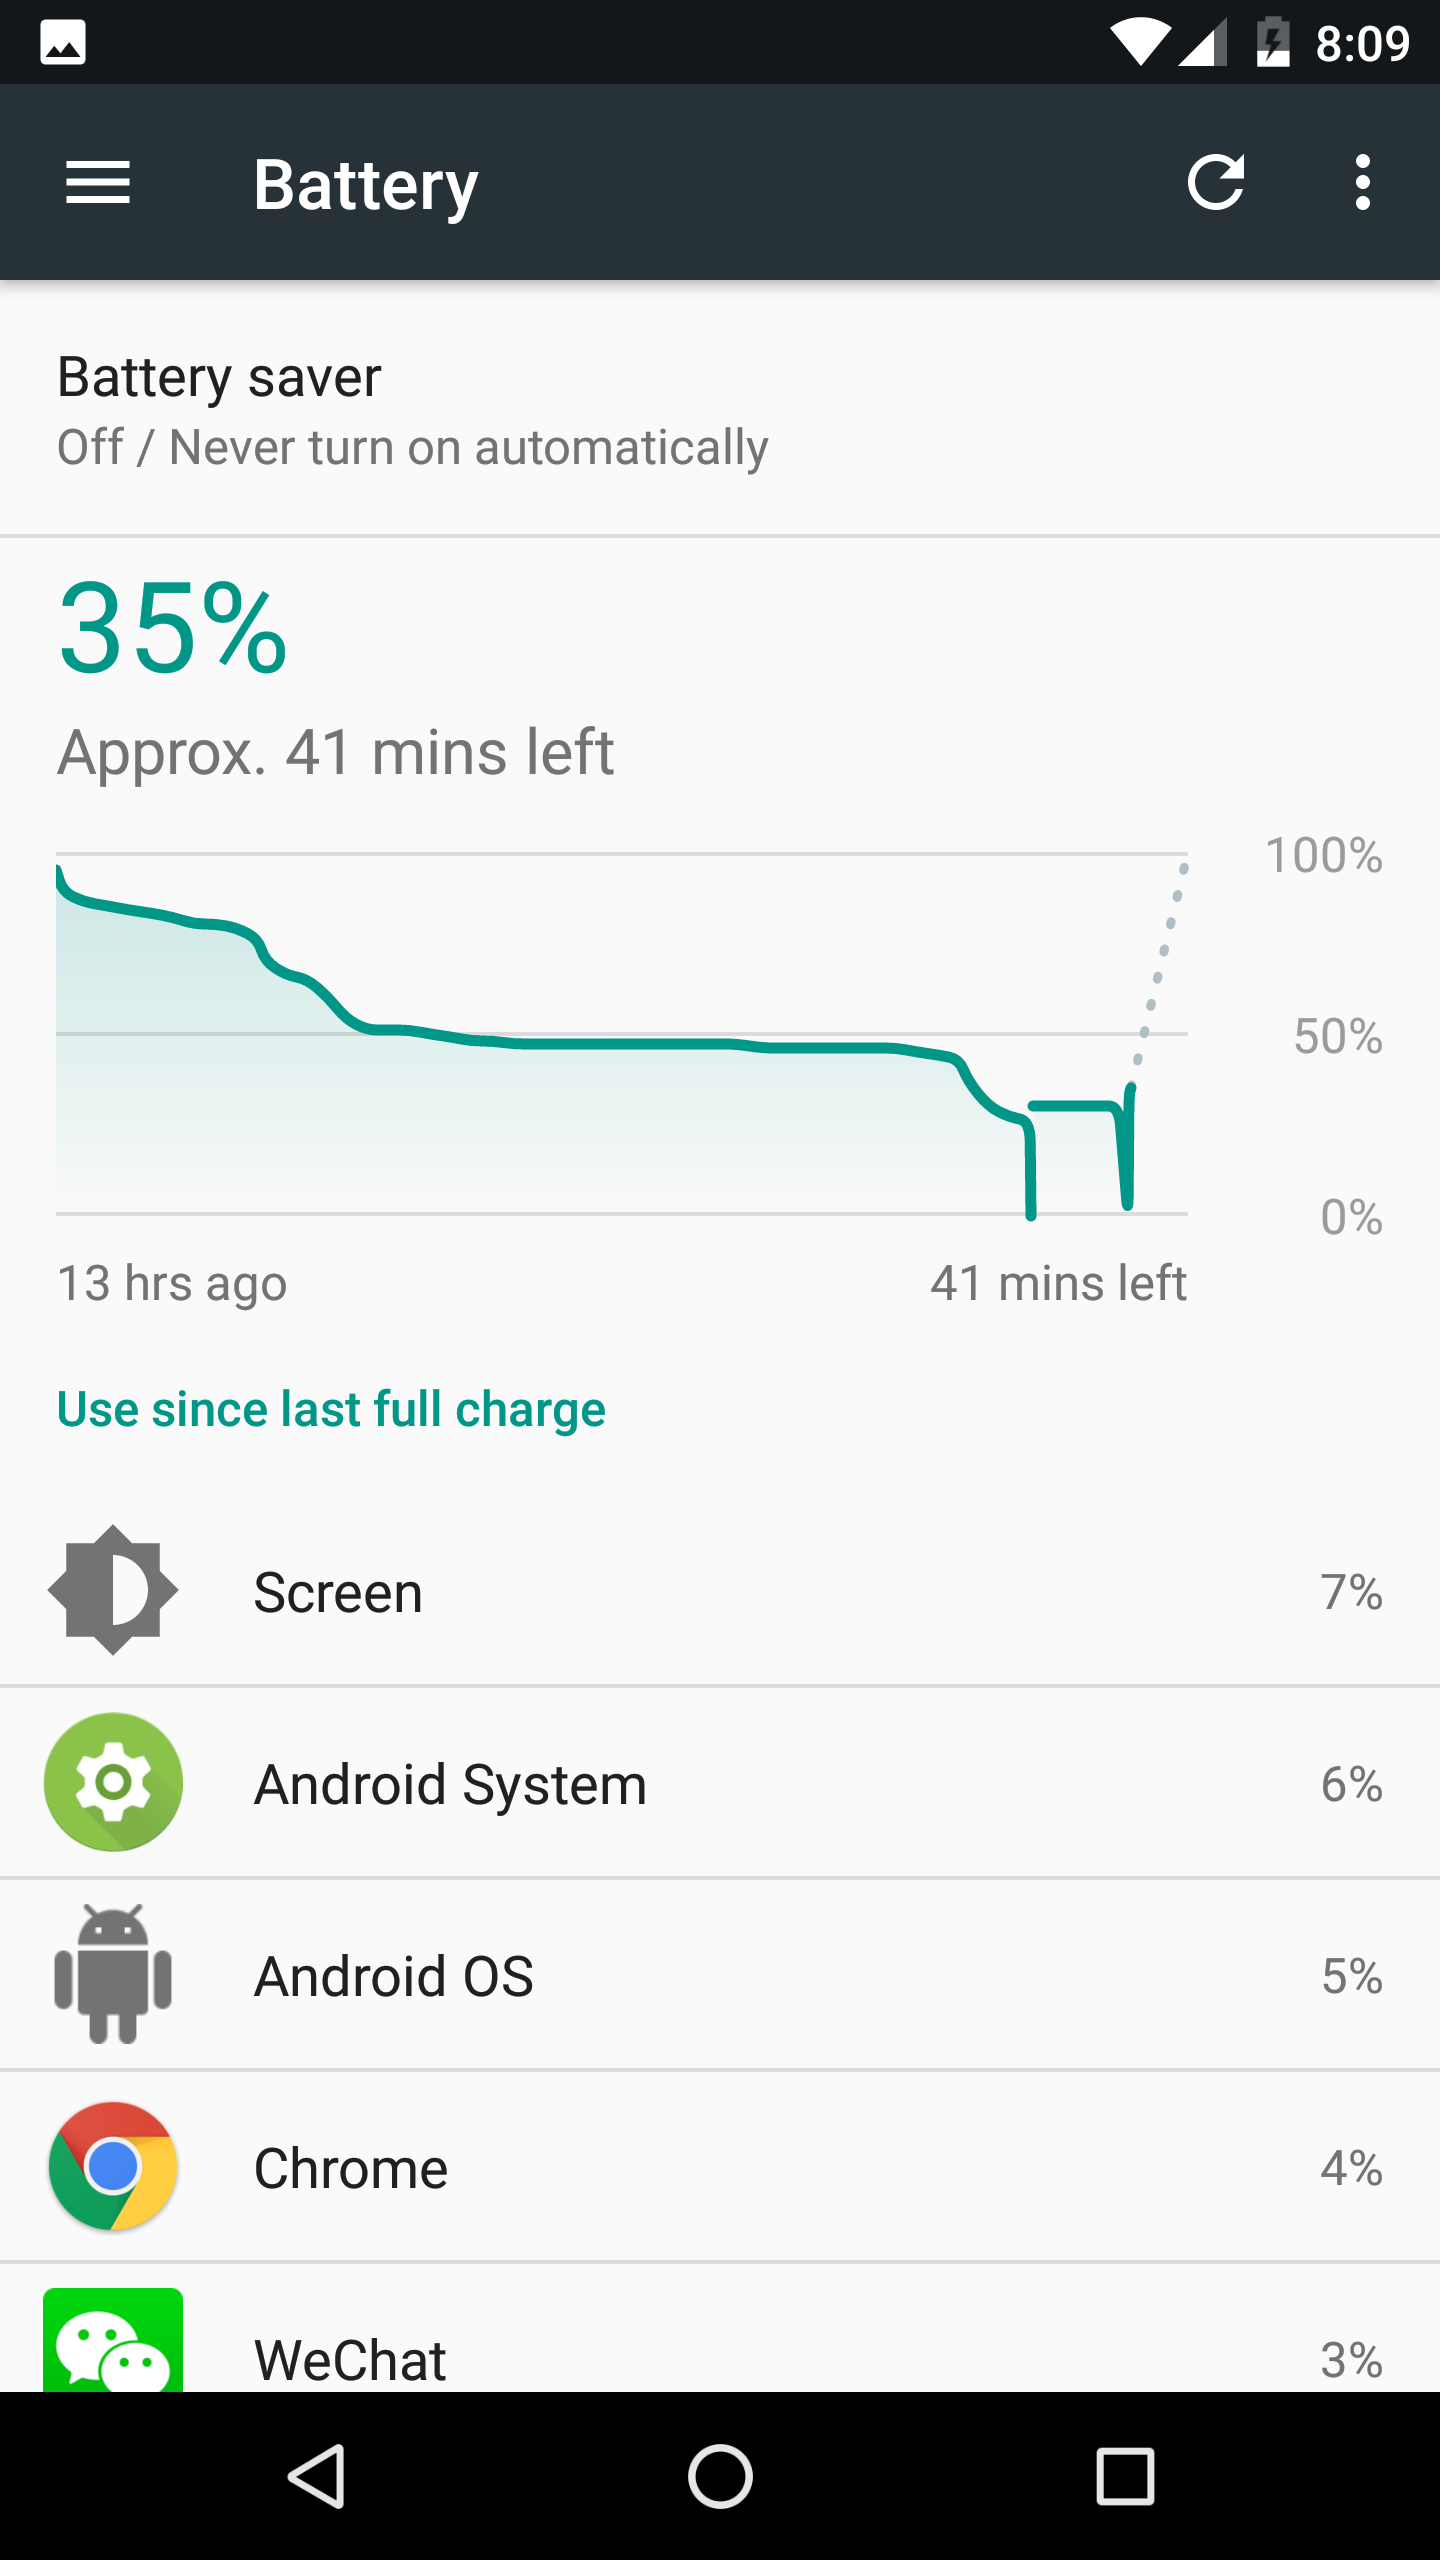 8:09
Battery
Battery saver
Off / Never turn on automatically
35%
Approx. 41 mins left
100%
50%
0%
13 hrs ago 41 mins left
Use since last full charge
Screen 7%
Android System 6%
Android OS 5%
Chrome 4%
WeChat 3%